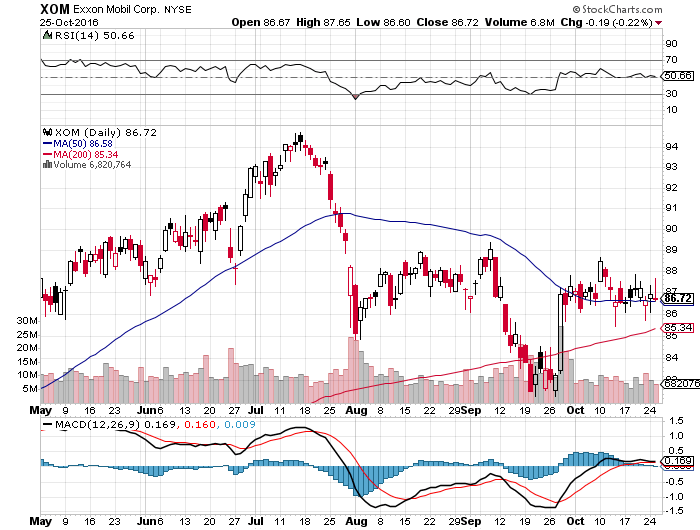 XOM Exxon Mobil Corp. NYSE © StockCharts.com
25-Oct-2016 Open 86.67 High 87.65 Low 86.60 Close 86.72 Volume 6.8M Chg -0.19 (-0.22%)
RSI(14) 50.66
90
70
50.66
30
10
XOM (Daily) 86.72
MA(50) 86.58
MA(200) 85.34
Volume 6,820,764
94
93
92
91
90
89
88
87
86.72
86
85.34
84
83
30M
25M
20M
15M
10M
5M
682076
May 9 16 23 Jun 6 13 20 27 Jul 11 18 25 Aug 8 15 22 29 Sep 12 19 26 Oct 10 17 24
MACD(12,26,9) 0.169, 0.160, 0.009
1.5
1.0
0.5
0.169
-0.5
-1.0
-1.5
May 9 16 23 Jun 6 13 20 27 Jul 11 18 25 Aug 8 15 22 29 Sep 12 19 26 Oct 10 17 24